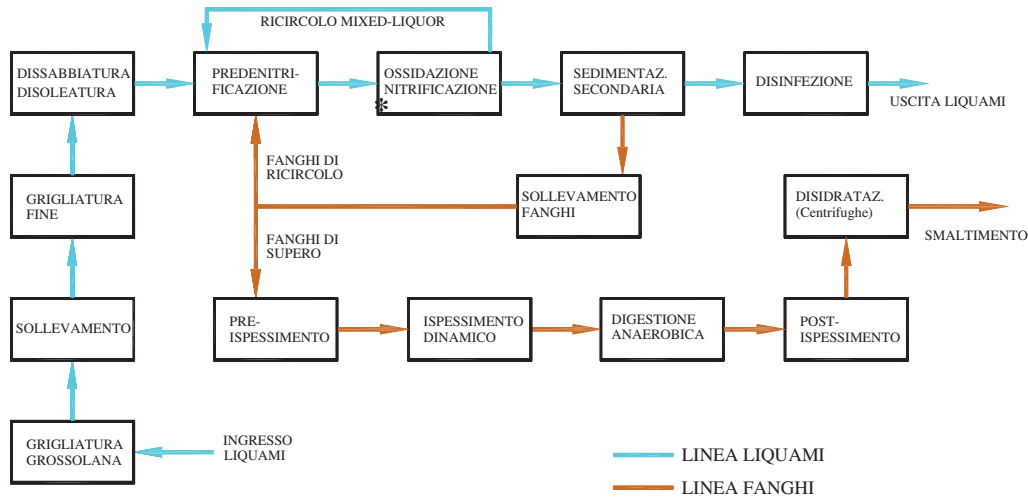 RICIRCOLO MIXED-LIQUOR
DISSABBIATURA
DISOLEATURA
PREDENITRI-
FICAZIONE
OSSIDAZIONE
NITRIFICAZIONE
*
SEDIMENTAZ.
SECONDARIA
DISINFEZIONE
USCITA LIQUAMI
FANGHI DI
RICIRCOLO
GRIGLIATURA
FINE
SOLLEVAMENTO
FANGHI
DISIDRATAZ.
(Centrifughe)
SMALTIMENTO
FANGHI DI
SUPERO
SOLLEVAMENTO
PRE-
ISPESSIMENTO
ISPESSIMENTO
DINAMICO
DIGESTIONE
ANAEROBICA
POST-
ISPESSIMENTO
GRIGLIATURA
GROSSOLANA
INGRESSO
LIQUAMI
LINEA LIQUAMI
LINEA FANGHI